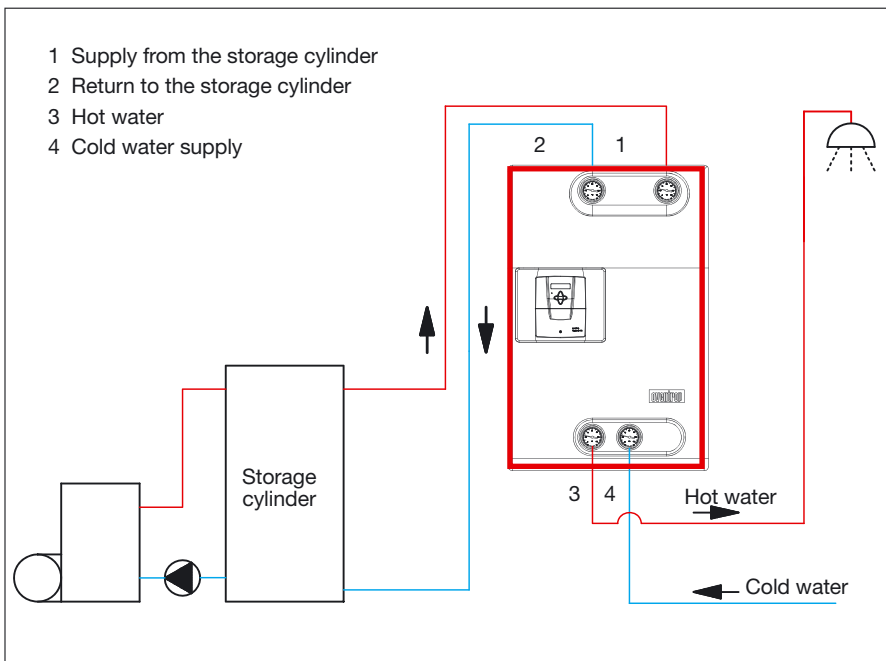 1 Supply from the storage cylinder
2 Return to the storage cylinder
3 Hot water
4 Cold water supply
2 1
Storage
cylinder
3 4
Hot water
Cold water